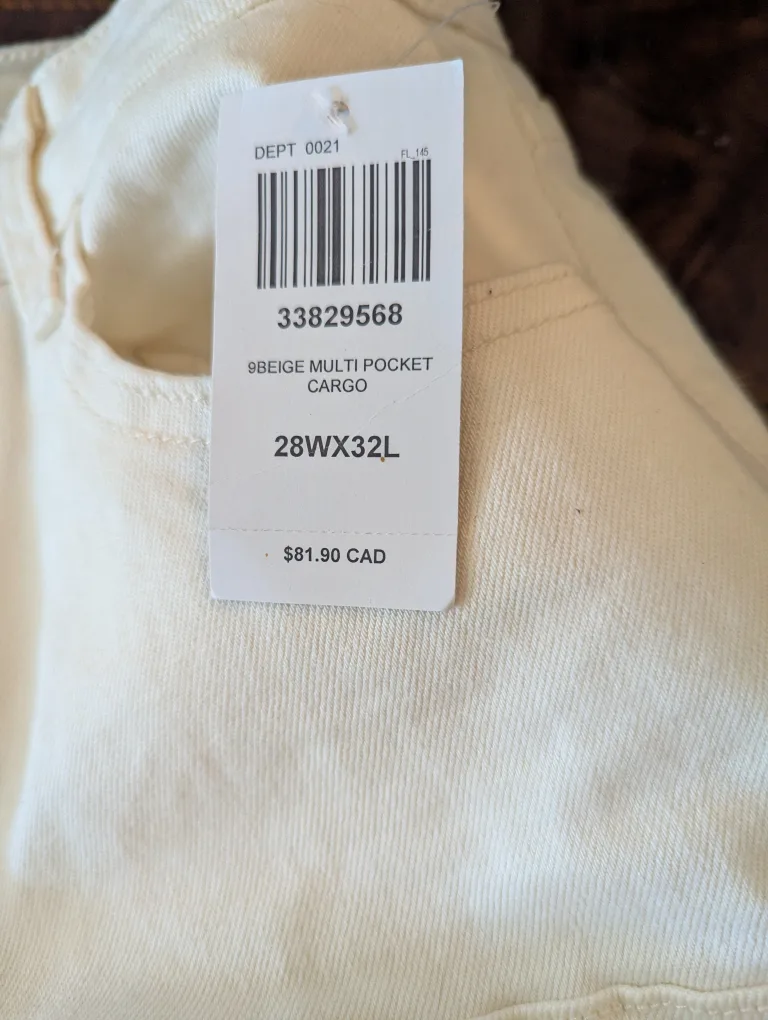 DEPT 0021
FL_145
33829568
9BEIGE MULTI POCKET
CARGO
28WX32L
$81.90 CAD